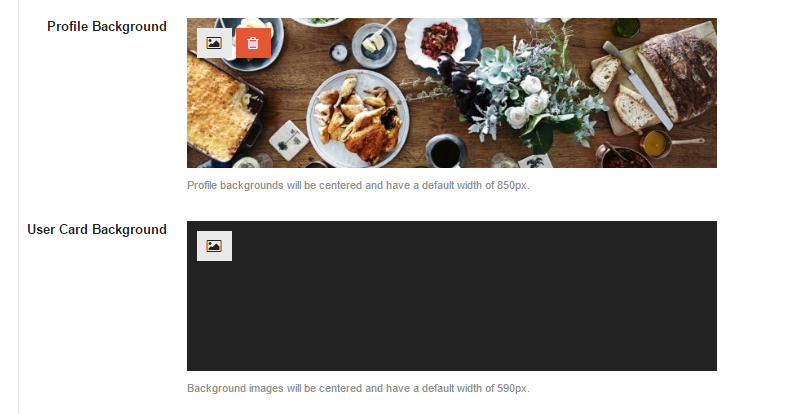 Profile Background
Profile backgrounds will be centered and have a default width of 850px.
User Card Background
Background images will be centered and have a default width of 590px.